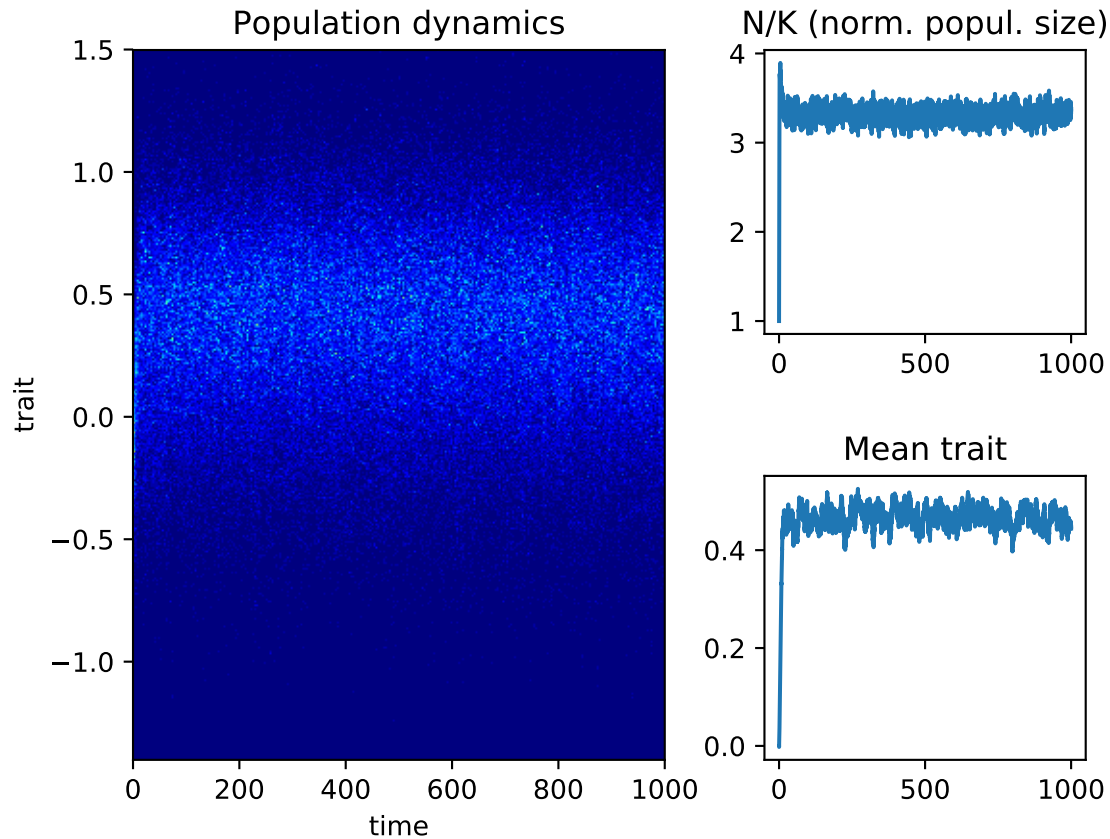 Population dynamics
1.5
1.0
0.5
0.0
−0.5
−1.0
trait
0 200 400 600 800 1000
time
N/K (norm. popul. size)
4
3
2
1
0 500 1000
Mean trait
0.4
0.2
0.0
0 500 1000